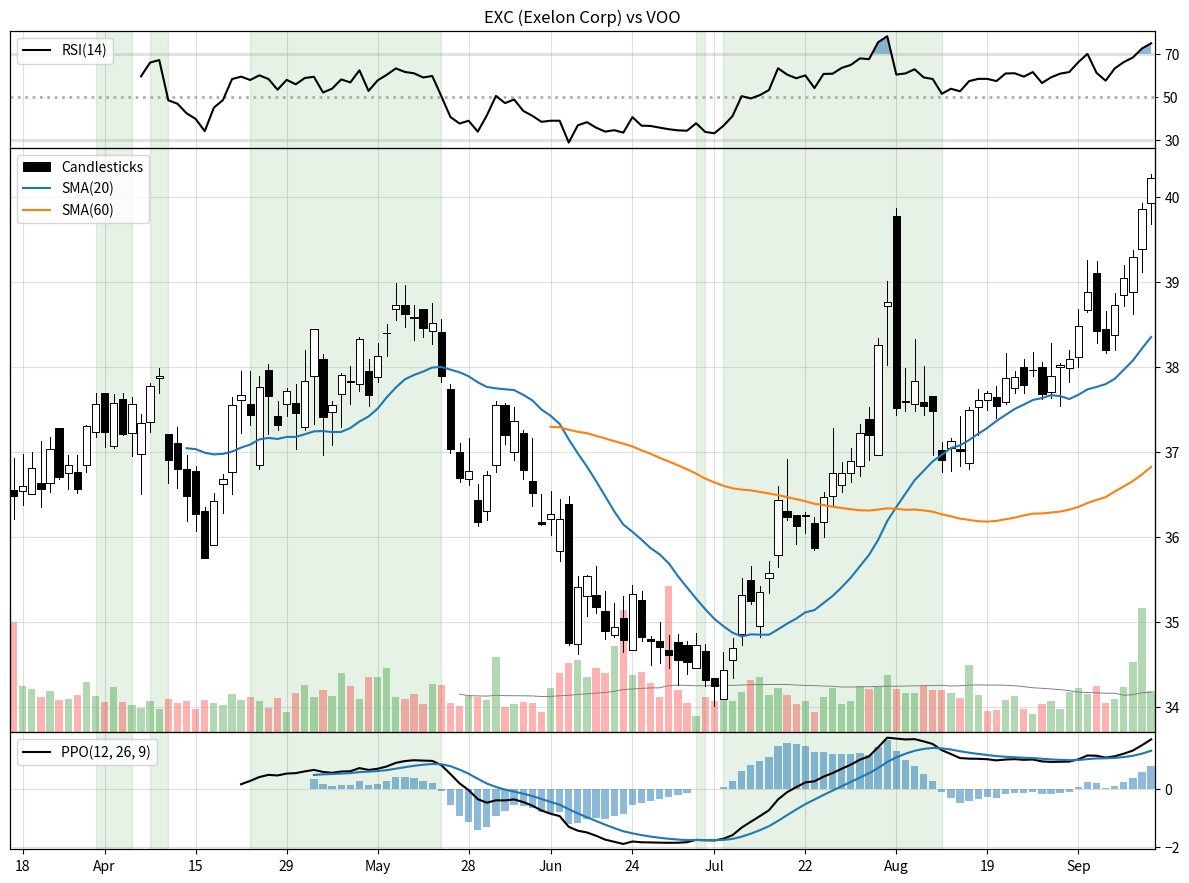 EXC (Exelon Corp) vs VOO
RSI(14)
70
50
30
Candlesticks
SMA(20)
SMA(60)
40
39
38
37
36
35
34
PPO(12, 26, 9)
0
−2
18 Apr 15 29 May 28 Jun 24 Jul 22 Aug 19 Sep